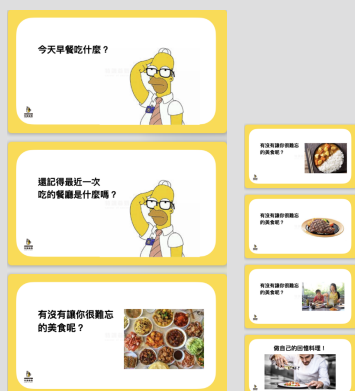 今天早餐吃什麼？
還記得最近一次
吃的餐廳是什麼嗎？
有沒有讓你很難忘
的美食呢？
有沒有讓你很難忘
的美食呢？
有沒有讓你很難忘
的美食呢？
有沒有讓你很難忘
的美食呢？
做自己的回憶料理！